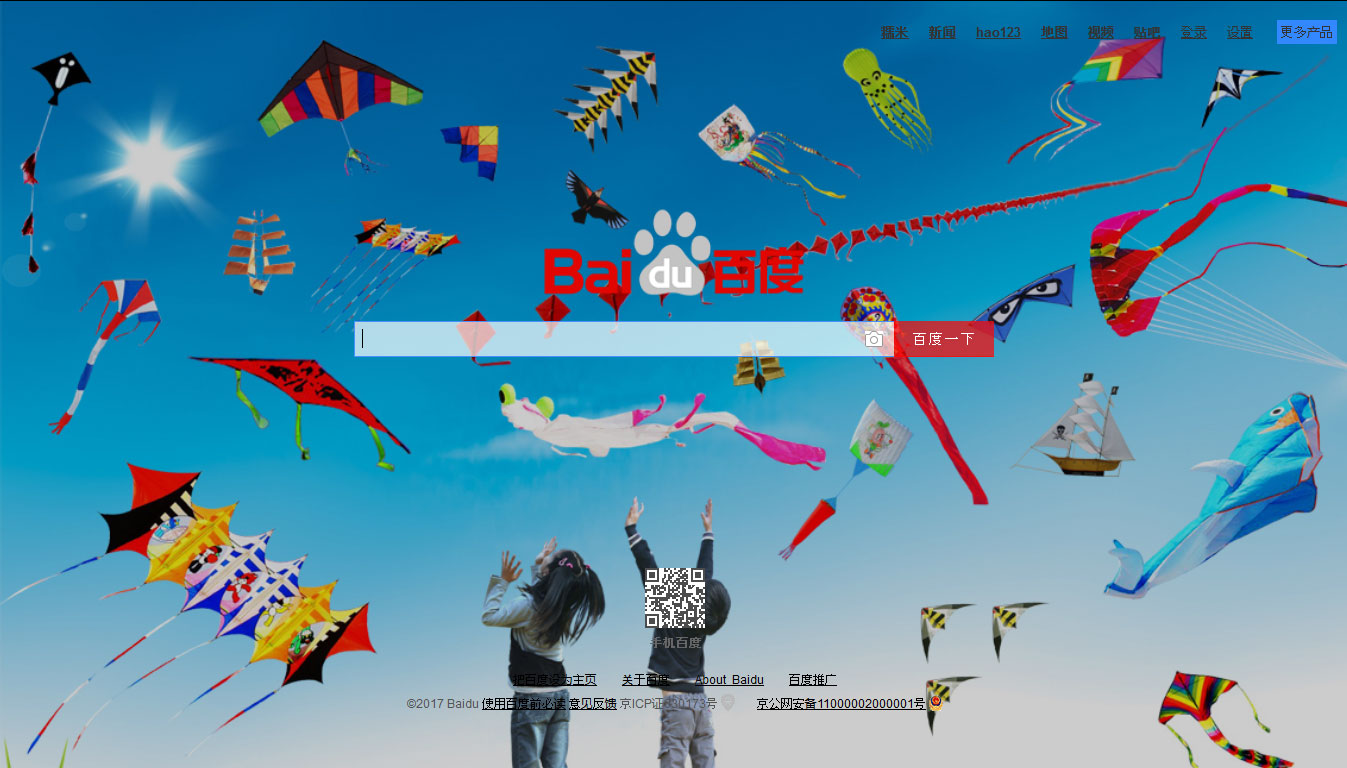 糯米 新闻 hao123 地图 视频 贴吧 登录 设置 更多产品
Bai du 百度
百度一下
手机百度
把百度设为主页 关于百度 About Baidu 百度推广
©2017 Baidu 使用百度前必读 意见反馈 京ICP证030173号 京公网安备11000002000001号